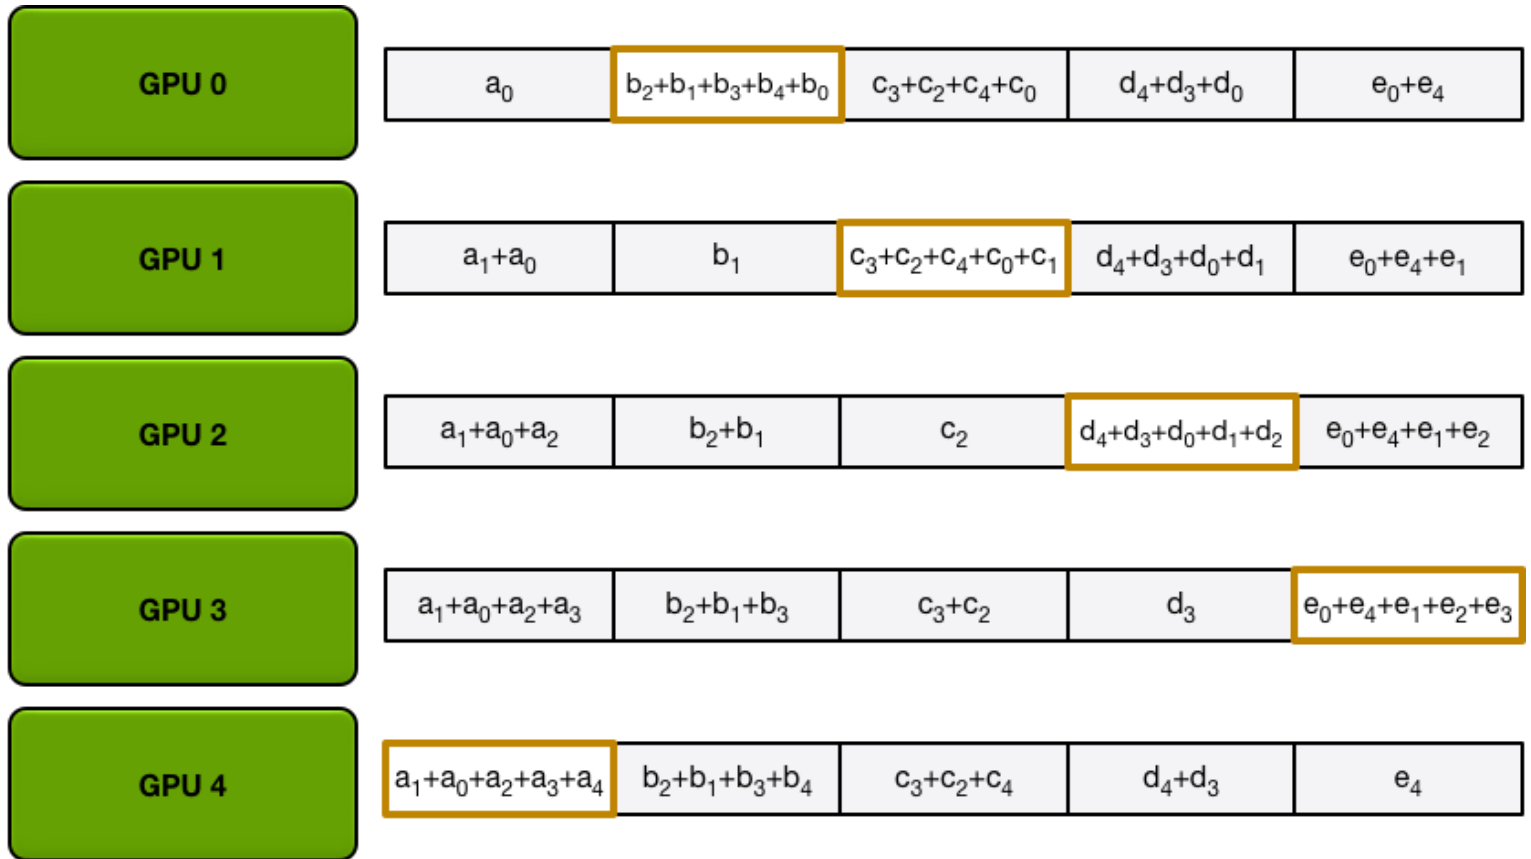 GPU 0 a₀ b₂+b₁+b₃+b₄+b₀ c₃+c₂+c₄+c₀ d₄+d₃+d₀ e₀+e₄
GPU 1 a₁+a₀ b₁ c₃+c₂+c₄+c₀+c₁ d₄+d₃+d₀+d₁ e₀+e₄+e₁
GPU 2 a₁+a₀+a₂ b₂+b₁ c₂ d₄+d₃+d₀+d₁+d₂ e₀+e₄+e₁+e₂
GPU 3 a₁+a₀+a₂+a₃ b₂+b₁+b₃ c₃+c₂ d₃ e₀+e₄+e₁+e₂+e₃
GPU 4 a₁+a₀+a₂+a₃+a₄ b₂+b₁+b₃+b₄ c₃+c₂+c₄ d₄+d₃ e₄